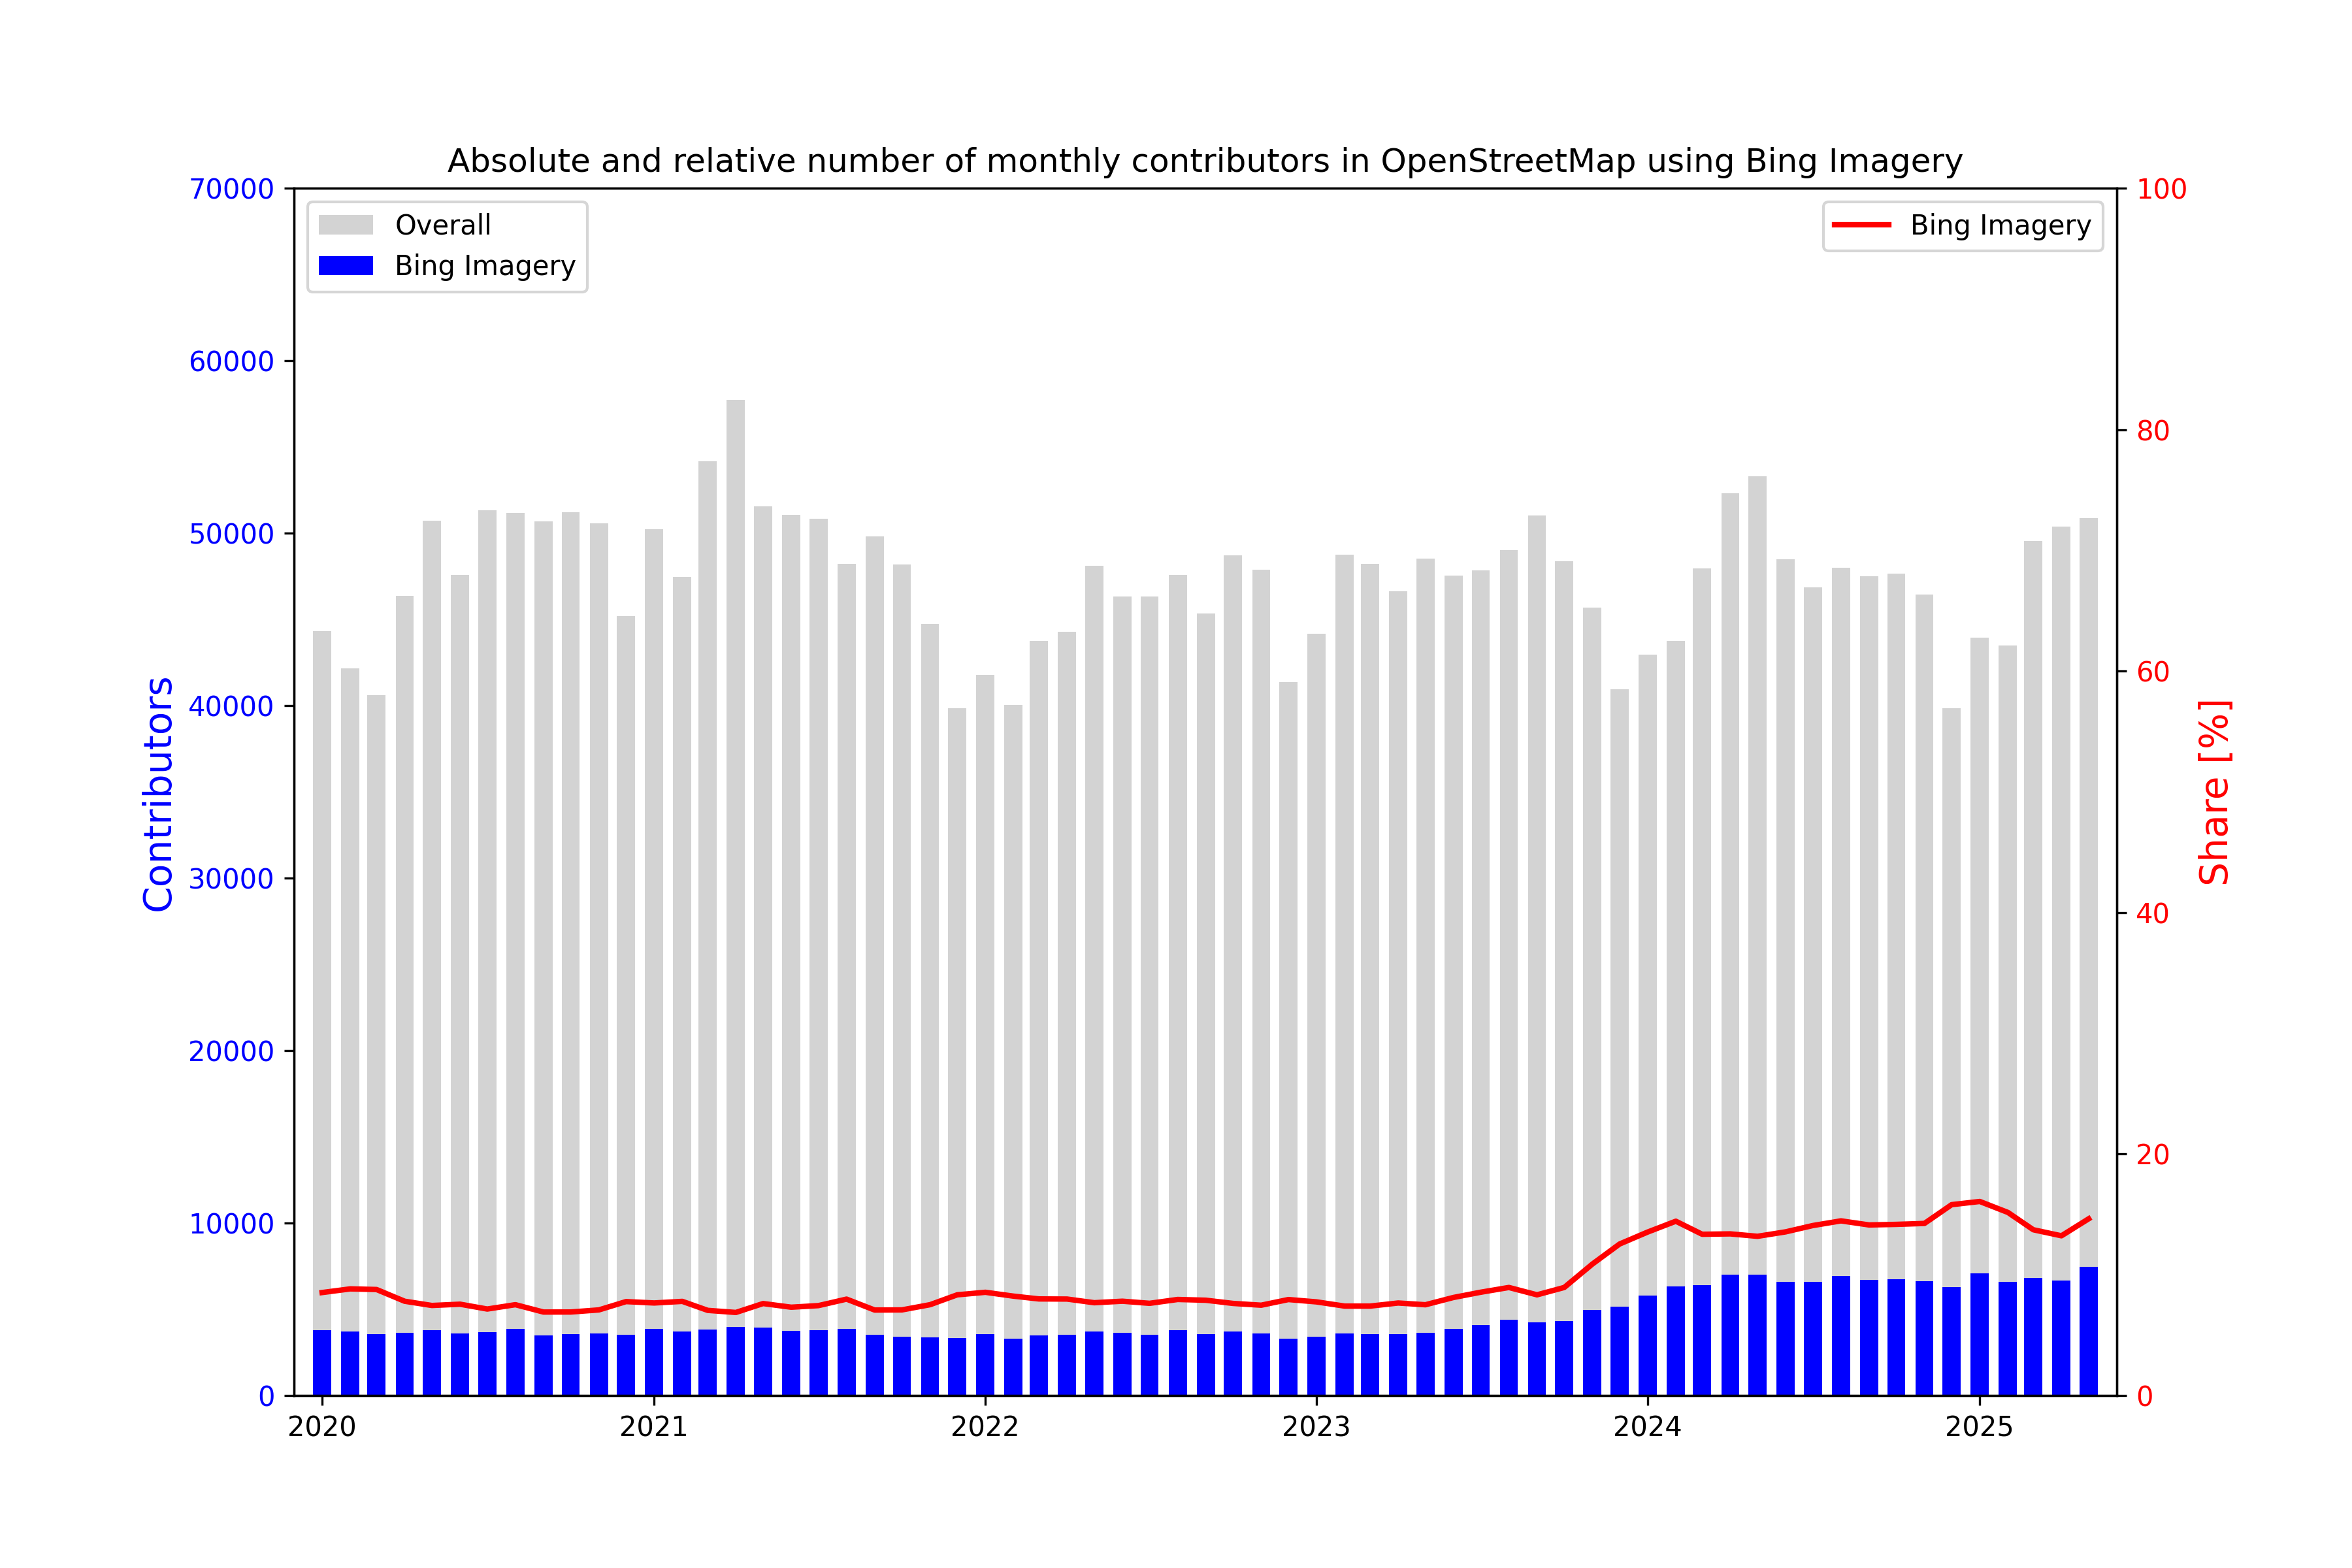 Absolute and relative number of monthly contributors in OpenStreetMap using Bing Imagery
70000
60000
50000
40000
30000
20000
10000
0
Contributors
Overall
Bing Imagery
Bing Imagery
100
80
60
40
20
0
Share [%]
2020 2021 2022 2023 2024 2025